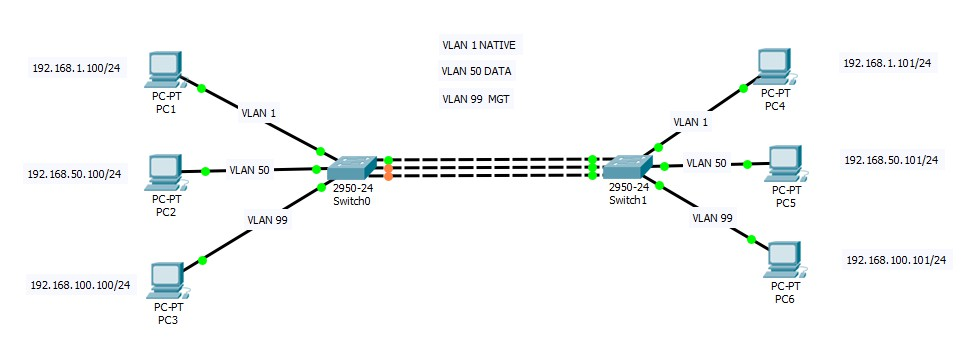 VLAN 1 NATIVE
VLAN 50 DATA
VLAN 99 MGT
192.168.1.100/24
PC-PT
PC1
VLAN 1
192.168.50.100/24
PC-PT
PC2
VLAN 50
192.168.100.100/24
PC-PT
PC3
VLAN 99
2950-24
Switch0
2950-24
Switch1
VLAN 1
PC-PT
PC4
192.168.1.101/24
VLAN 50
PC-PT
PC5
192.168.50.101/24
VLAN 99
PC-PT
PC6
192.168.100.101/24